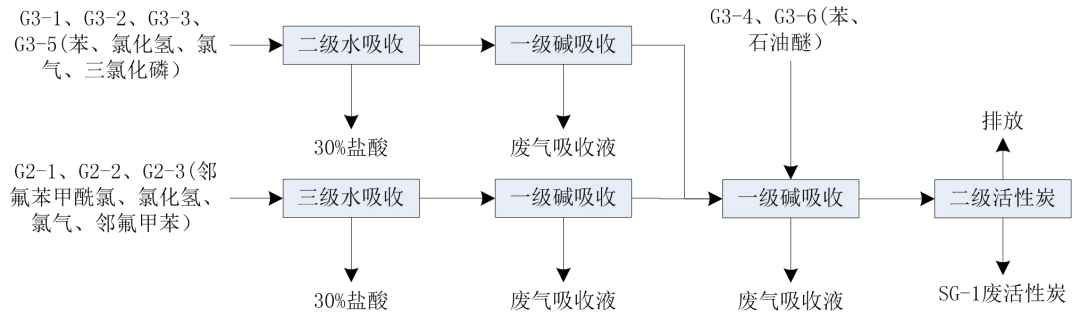 G3-1、G3-2、G3-3、
G3-5(苯、氯化氢、氯
气、三氯化磷）
二级水吸收
一级碱吸收
G3-4、G3-6(苯、
石油醚）
30%盐酸
废气吸收液
排放
G2-1、G2-2、G2-3(邻
氟苯甲酰氯、氯化氢、
氯气、邻氟甲苯）
三级水吸收
一级碱吸收
一级碱吸收
二级活性炭
30%盐酸
废气吸收液
废气吸收液
SG-1废活性炭